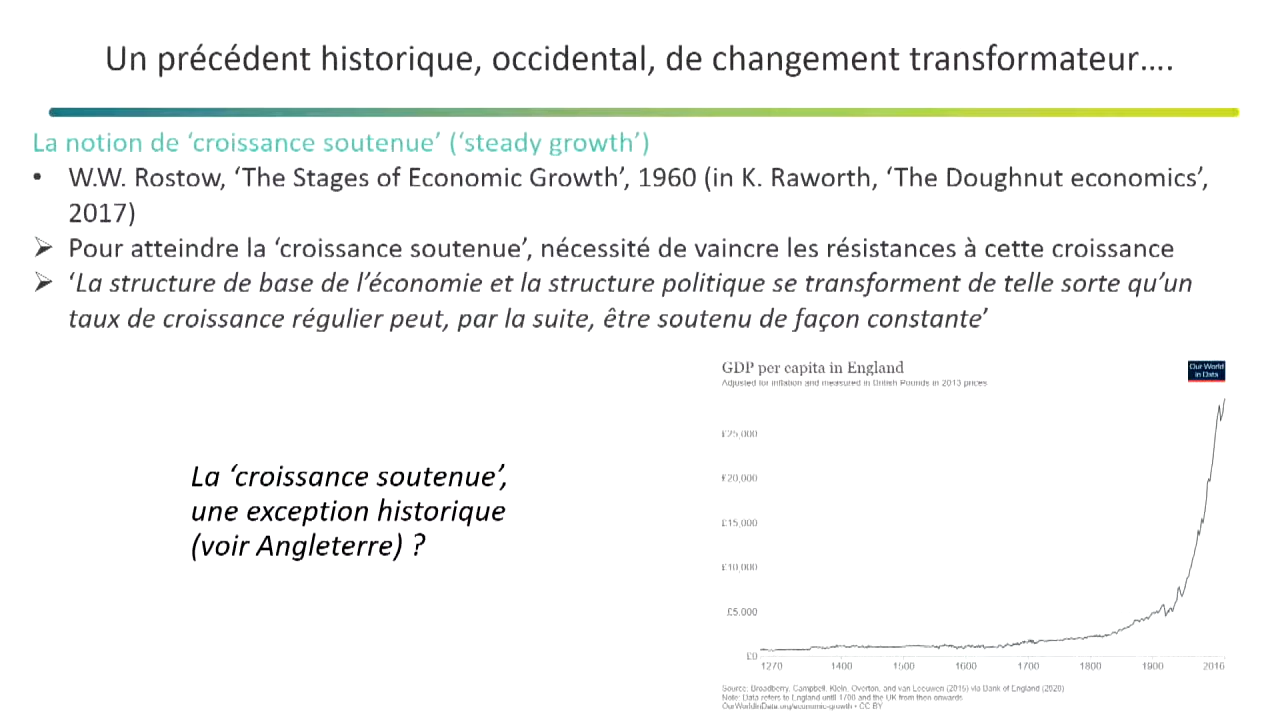 Un précédent historique, occidental, de changement transformateur....
La notion de ‘croissance soutenue’ (‘steady growth’)
• W.W. Rostow, ‘The Stages of Economic Growth’, 1960 (in K. Raworth, ‘The Doughnut economics’,
2017)
➢ Pour atteindre la ‘croissance soutenue’, nécessité de vaincre les résistances à cette croissance
➢ ‘La structure de base de l’économie et la structure politique se transforment de telle sorte qu’un
taux de croissance régulier peut, par la suite, être soutenu de façon constante’
La ‘croissance soutenue’,
une exception historique
(voir Angleterre) ?
GDP per capita in England
Adjusted for inflation and measured in British Pounds in 2013 prices
Our World
in Data
£25,000
£20,000
£15,000
£10,000
£5,000
£0
1270 1400 1500 1600 1700 1800 1900 2016
Source: Broadberry, Campbell, Klein, Overton, and van Leeuwen (2015) via Bank of England (2020)
Note: Data refers to England until 1700 and the UK from then onwards.
OurWorldInData.org/economic-growth • CC BY